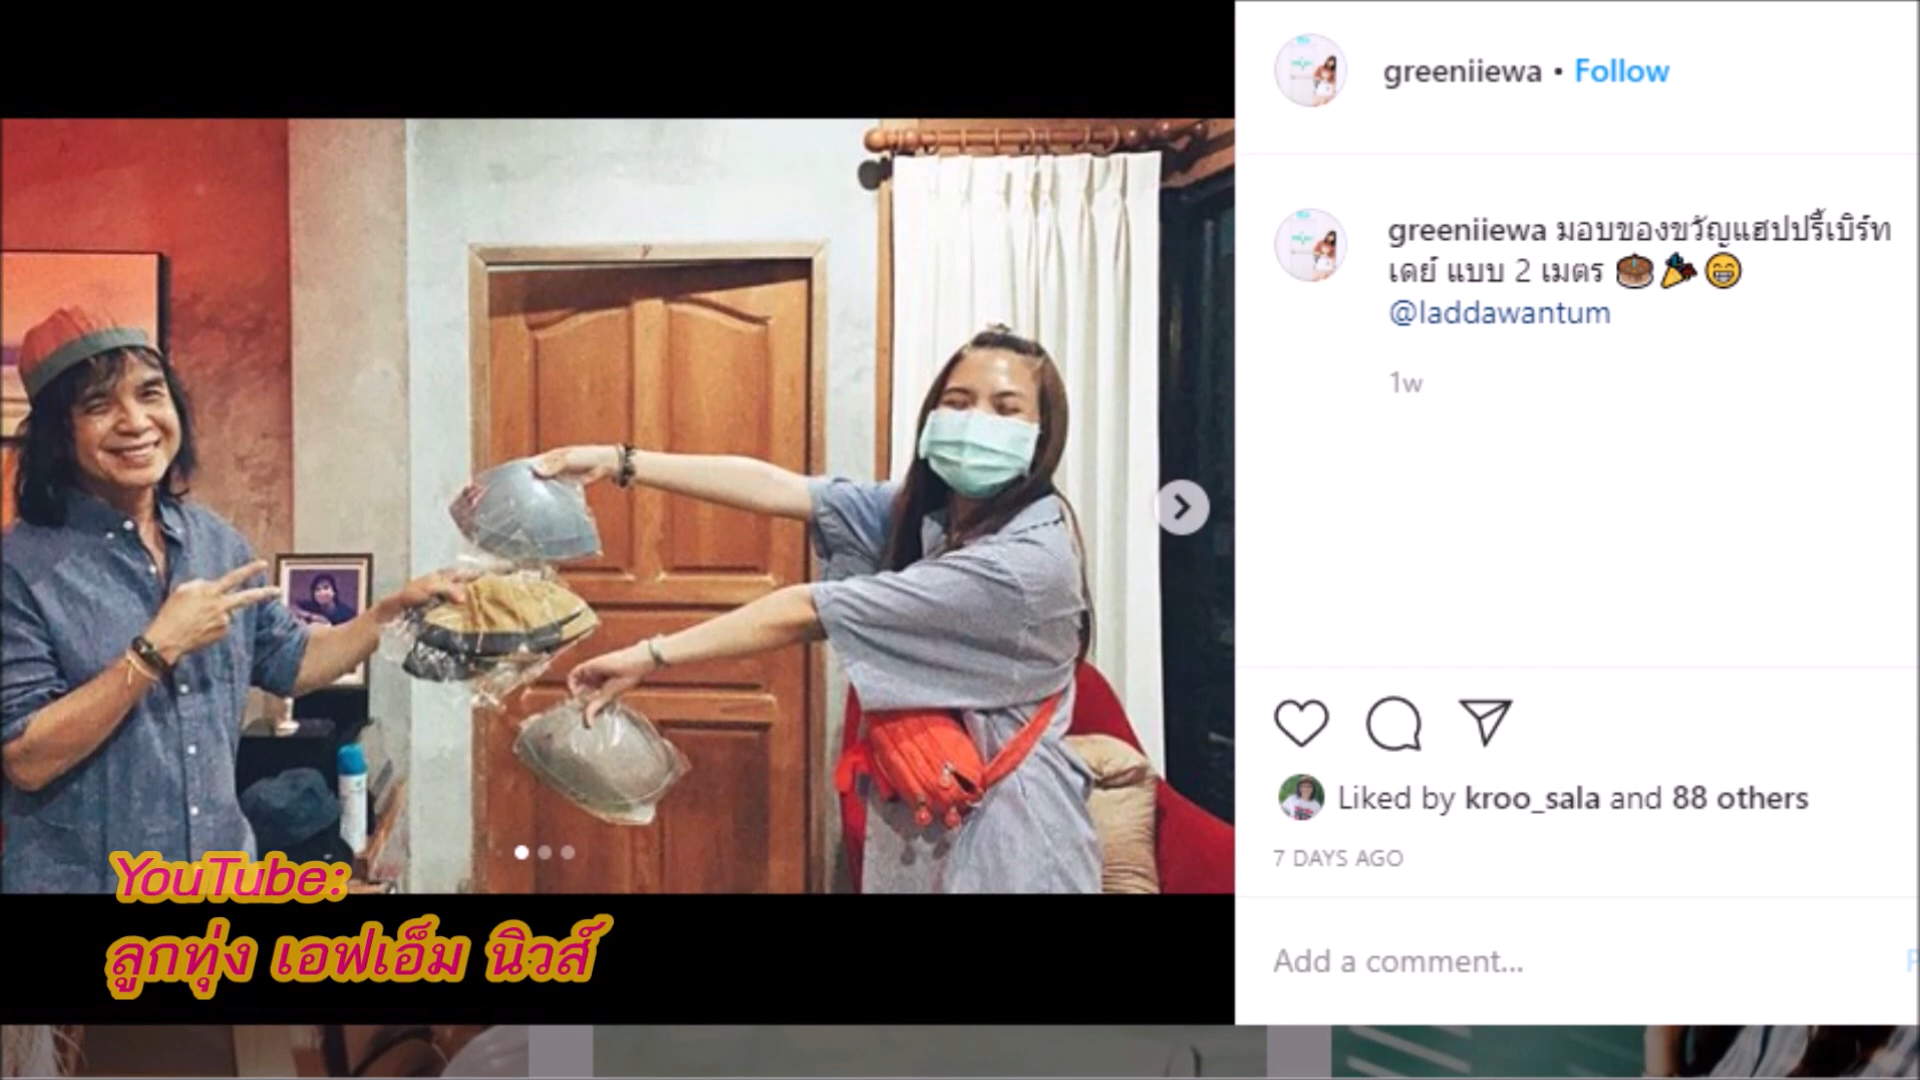 greeniiewa • Follow
greeniiewa มอบของขวัญแฮปปรี้เบิร์ท
เดย์ แบบ 2 เมตร
@laddawantum
1w
Liked by kroo_sala and 88 others
7 DAYS AGO
Add a comment...
YouTube:
ลูกทุ่ง เอฟเอ็ม นิวส์